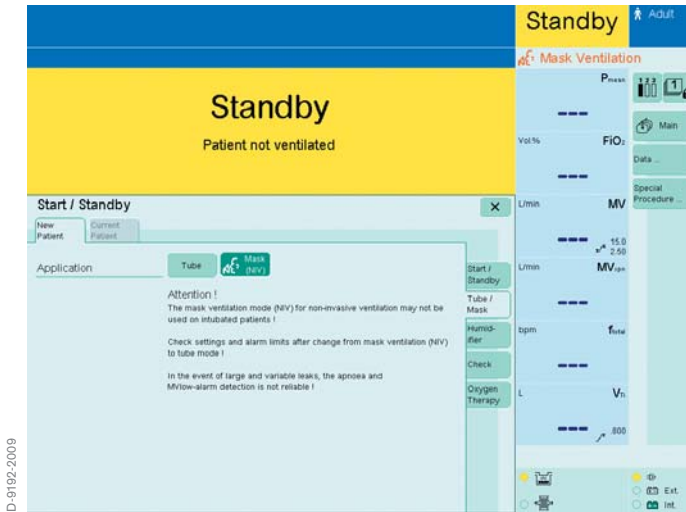 Standby
Adult
Mask Ventilation
Standby
Patient not ventilated
Pmean
---
Main
Vol.%
FiO2
---
Data ...
Special
Procedure ...
Start / Standby
×
L/min
MV
---
15.0
2.50
New
Patient
Current
Patient
Application
Tube
Mask
(NIV)
Start /
Standby
Tube /
Mask
Humid-
ifier
Check
Oxygen
Therapy
Attention !
The mask ventilation mode (NIV) for non-invasive ventilation may not be
used on intubated patients !
Check settings and alarm limits after change from mask ventilation (NIV)
to tube mode !
In the event of large and variable leaks, the apnoea and
MVlow-alarm detection is not reliable !
L/min
MVspn
---
bpm
ftotal
---
L
---
.800
Ext.
Int.
D-9192-2009